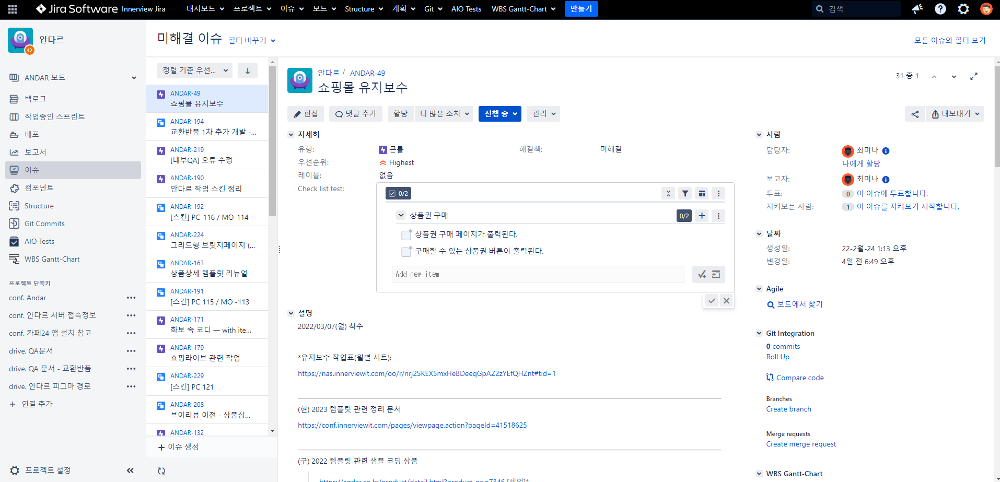 Jira Software Innerview Jira 대시보드 프로젝트 이슈 보드 Structure 계획 Git AIO Tests WBS Gantt-Chart 만들기 검색
안다르
ANDAR 보드
백로그
작업중인 스프린트
배포
보고서
이슈
컴포넌트
Structure
Git Commits
AIO Tests
WBS Gantt-Chart
프로젝트 단축키
conf. Andar
conf. 안다르 서버 접속정보
conf. 카페24 앱 설치 참고
drive. QA문서
drive. QA 문서 - 교환반품
drive. 안다르 피그마 경로
+ 연결 추가
프로젝트 설정
미해결 이슈 필터 바꾸기
모든 이슈와 필터 보기
정렬 기준 우선...
ANDAR-49
쇼핑몰 유지보수
ANDAR-194
교환반품 1차 추가 개발 -...
ANDAR-219
[내부QA] 오류 수정
ANDAR-190
안다르 작업 스킨 정리
ANDAR-192
[스킨] PC-116 / MO-114
ANDAR-224
그리드형 브릿지페이지 (...
ANDAR-163
상품상세 템플릿 리뉴얼
ANDAR-191
[스킨] PC 115 / MO -113
ANDAR-171
화보 속 코디 — with ite...
ANDAR-179
쇼핑라이브 관련 작업
ANDAR-229
[스킨] PC 121
ANDAR-208
브이리뷰 이전 - 상품상...
ANDAR-132
+ 이슈 생성
안다르 / ANDAR-49
쇼핑몰 유지보수
31 중 1
편집 댓글 추가 할당 더 많은 조치 진행 중 관리 내보내기
자세히
유형: 큰틀 해결책: 미해결
우선순위: Highest
레이블: 없음
Check list test:
0/2
상품권 구매 0/2
상품권 구매 페이지가 출력된다.
구매할 수 있는 상품권 버튼이 출력된다.
Add new item
설명
2022/03/07(월) 착수
*유지보수 작업표(월별 시트):
https://nas.innerviewit.com/oo/r/nrj2SKEX5mxHeBDeeqGpAZ2zYEfQHZnt#tid=1
(현) 2023 템플릿 관련 정리 문서
https://conf.innerviewit.com/pages/viewpage.action?pageId=41518625
(구) 2022 템플릿 관련 샘플 코딩 상품
https://andar.co.kr/product/detail.html?product_no=7346 [세업]*
사람
담당자: 최미나
나에게 할당
보고자: 최미나
투표: 0 이 이슈에 투표합니다.
지켜보는 사람: 1 이 이슈를 지켜보기 시작합니다.
날짜
생성일: 22-2월-24 1:13 오후
변경일: 4일 전 6:49 오후
Agile
보드에서 찾기
Git Integration
0 commits
Roll Up
Compare code
Branches
Create branch
Merge requests
Create merge request
WBS Gantt-Chart